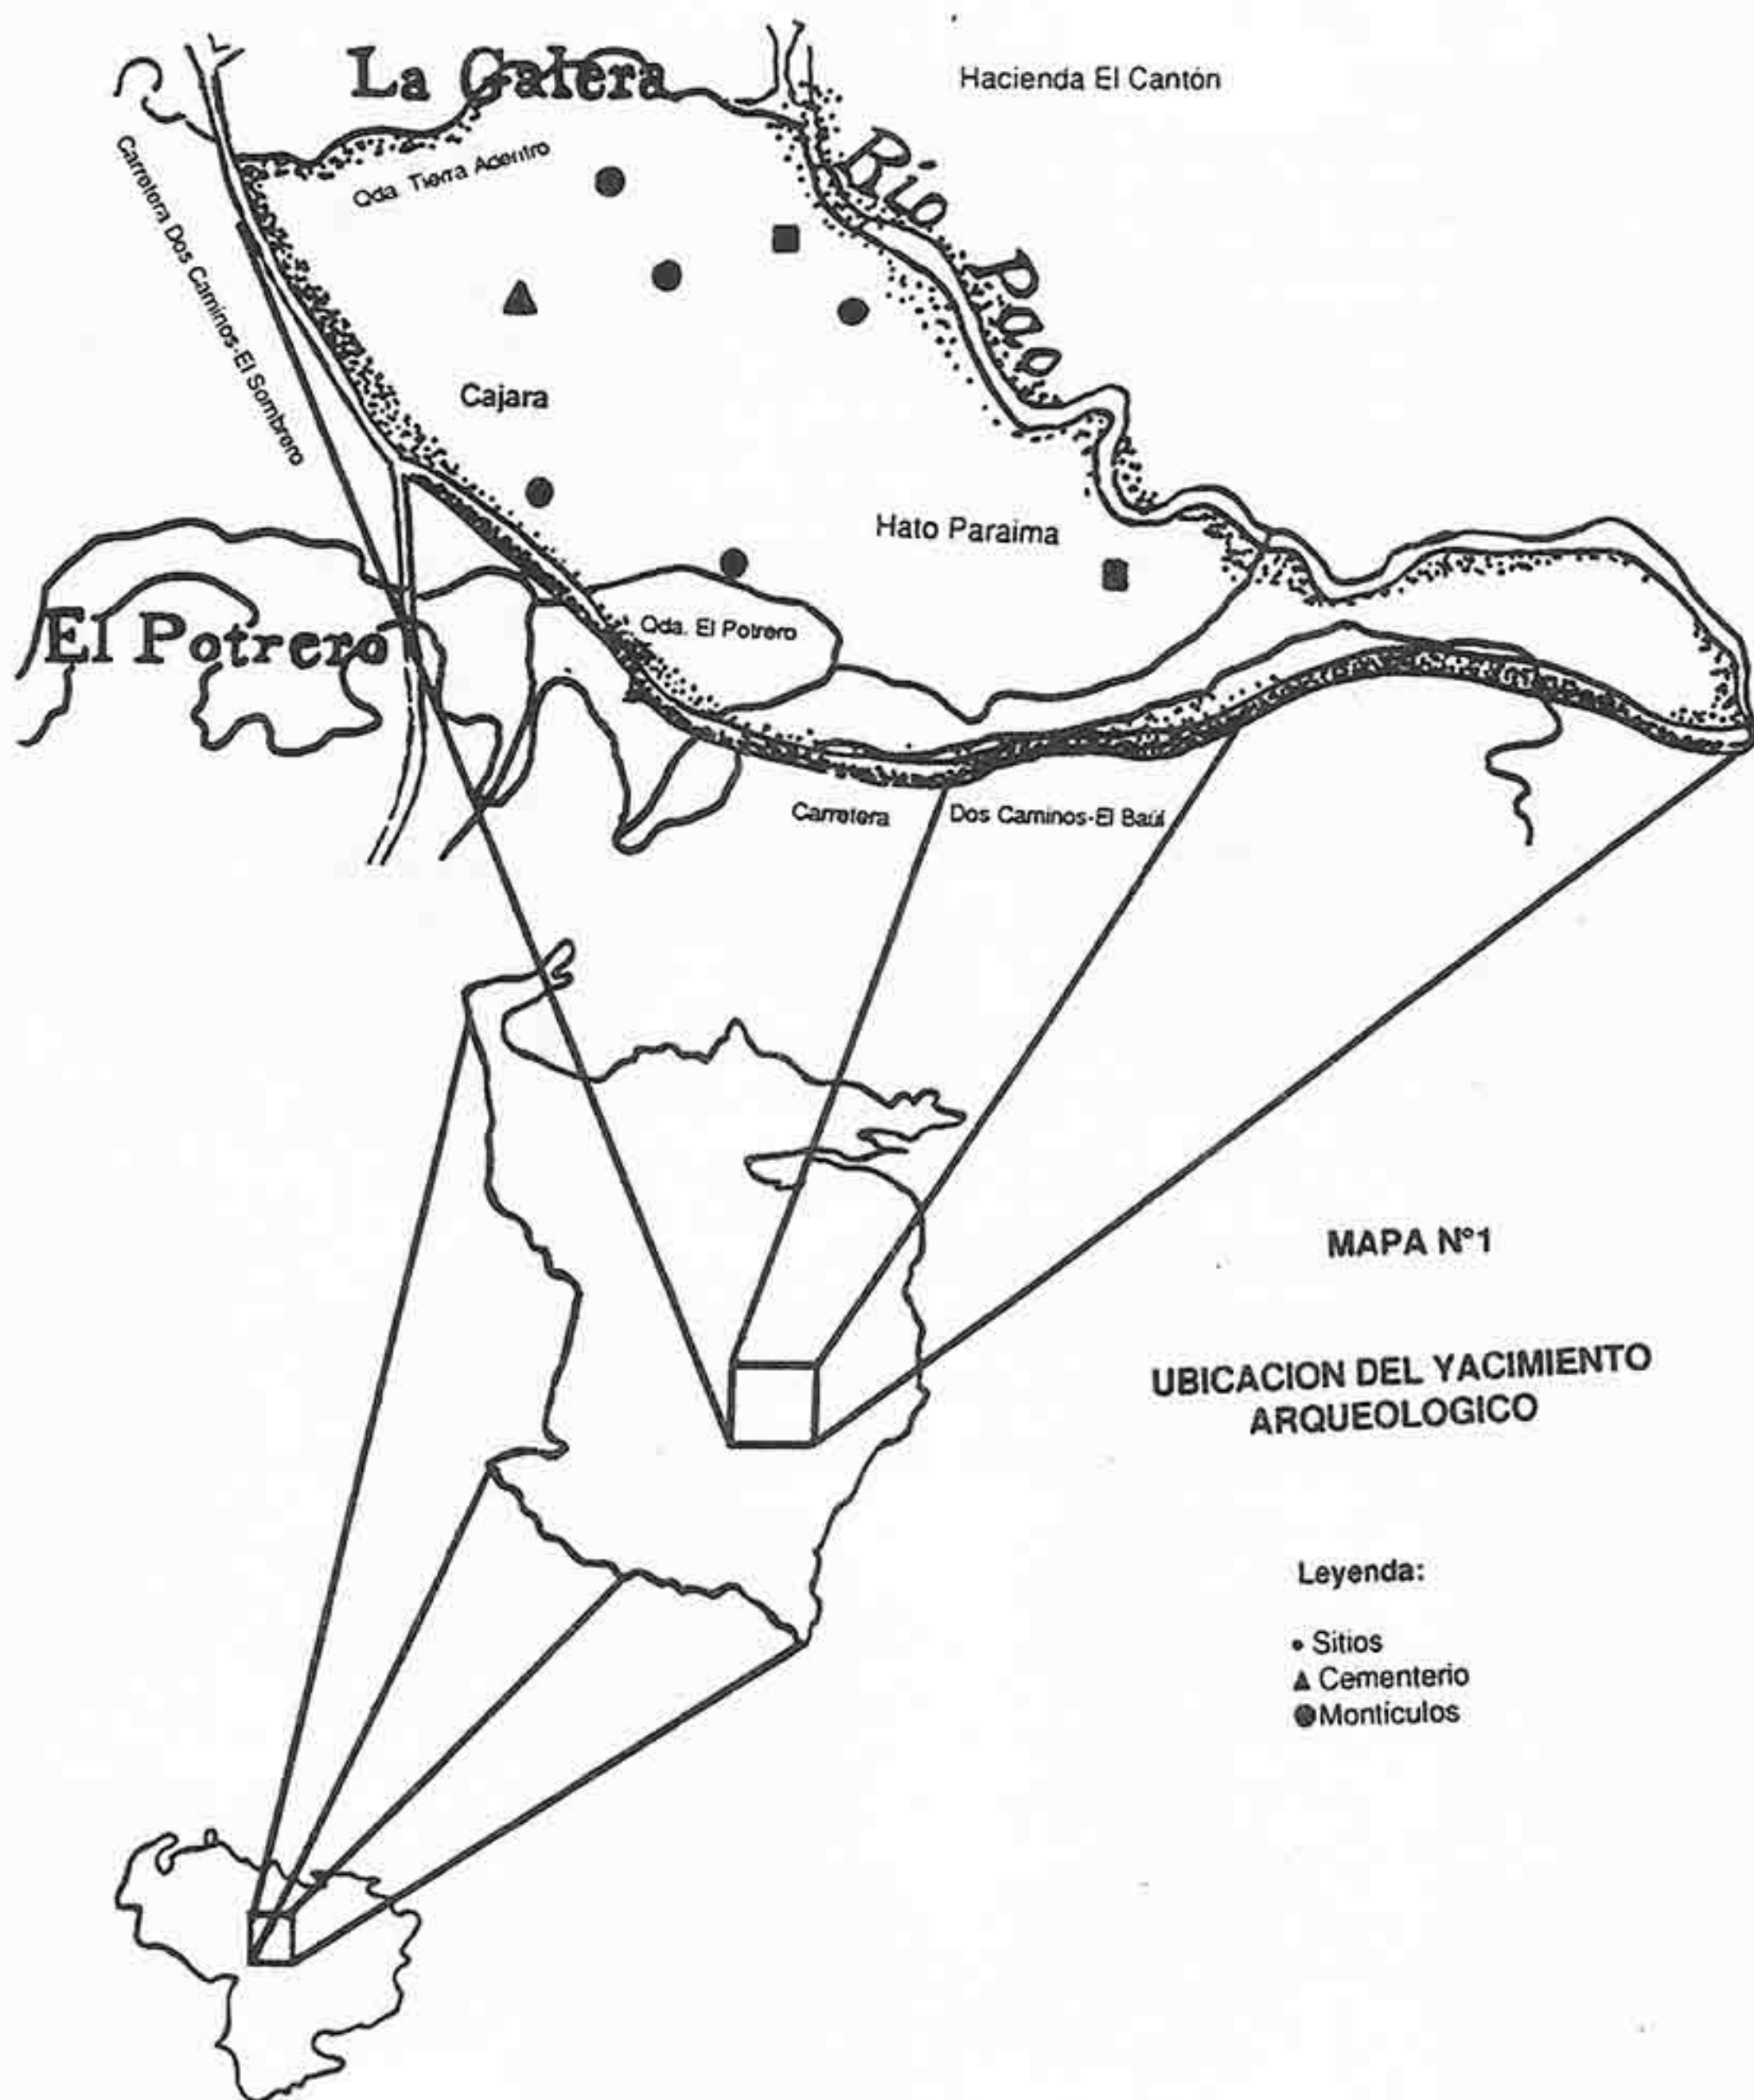 La Galera
Hacienda El Cantón
Carretera Dos Caminos-El Sombrero
Qda. Tierra Adentro
Río Pao
Cajara
Hato Paraima
El Potrero
Qda. El Potrero
Carretera Dos Caminos-El Baúl
MAPA N°1
UBICACION DEL YACIMIENTO
ARQUEOLOGICO
Leyenda:
• Sitios
▲ Cementerio
● Montículos